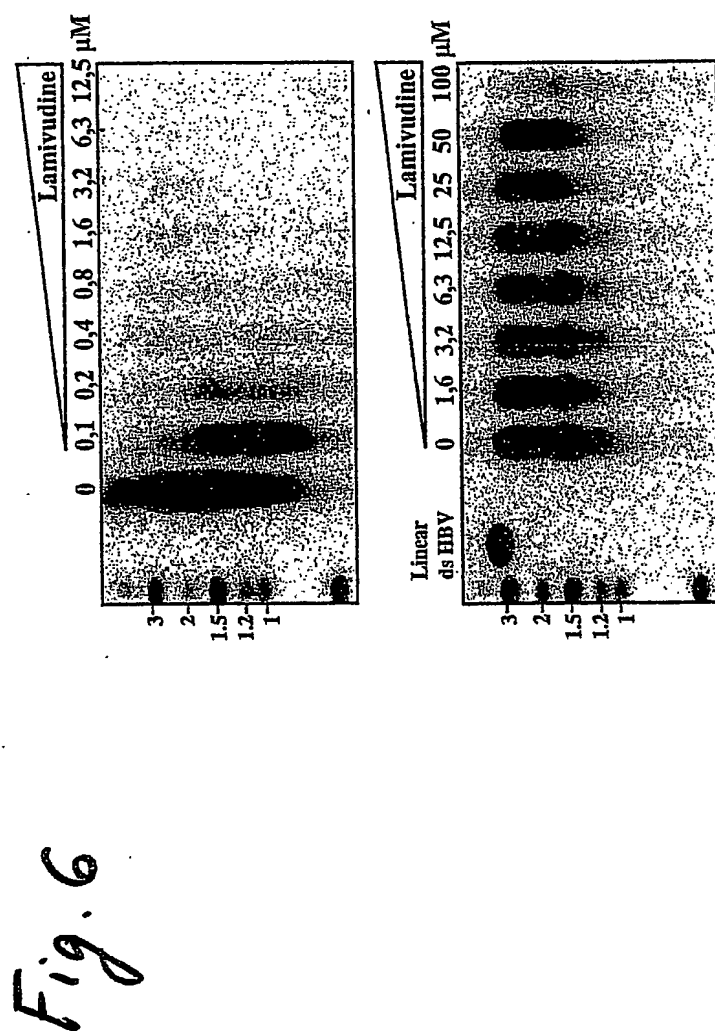 Fig. 6
Lamivudine
0 0,1 0,2 0,4 0,8 1,6 3,2 6,3 12,5 µM
3-
2-
1.5-
1.2-
1-
Lamivudine
Linear
ds HBV
0 1,6 3,2 6,3 12,5 25 50 100 µM
3-
2-
1.5-
1.2-
1-